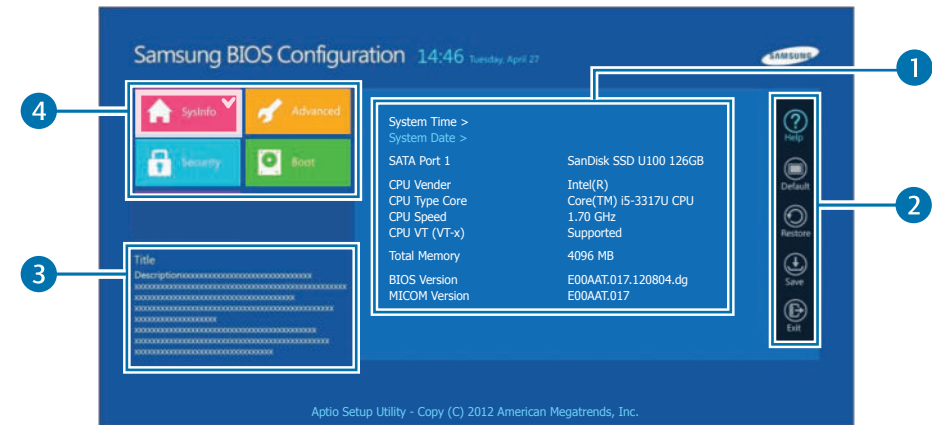 Samsung BIOS Configuration 14:46 Tuesday, April 27
SAMSUNG
1
4
SysInfo
Advanced
Security
Boot
System Time >
System Date >
SATA Port 1 SanDisk SSD U100 126GB
CPU Vender Intel(R)
CPU Type Core Core(TM) i5-3317U CPU
CPU Speed 1.70 GHz
CPU VT (VT-x) Supported
Total Memory 4096 MB
BIOS Version E00AAT.017.120804.dg
MICOM Version E00AAT.017
Help
Default
2
Restore
Save
Exit
3
Title
Description
Aptio Setup Utility - Copy (C) 2012 American Megatrends, Inc.